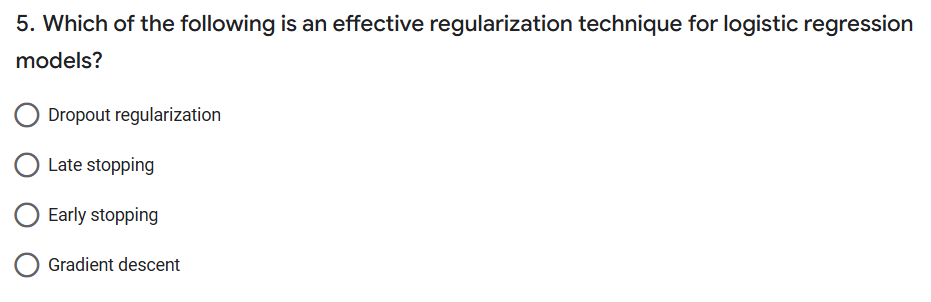 5. Which of the following is an effective regularization technique for logistic regression
models?
Dropout regularization
Late stopping
Early stopping
Gradient descent